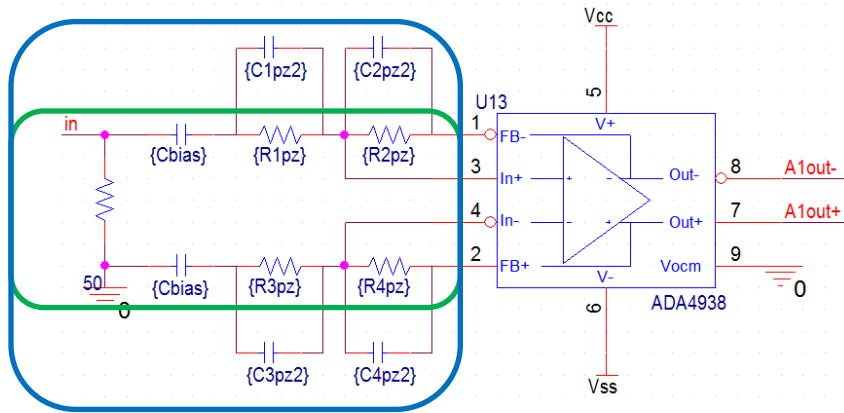 Vcc
{C1pz2} {C2pz2}
U13
5
in
1
FB-
V+
{Cbias} {R1pz} {R2pz}
3
In+
+
-
Out-
8
A1out-
4
In-
-
+
Out+
7
A1out+
2
FB+
V-
Vocm
9
50
0
{Cbias} {R3pz} {R4pz}
0
ADA4938
6
{C3pz2} {C4pz2}
Vss